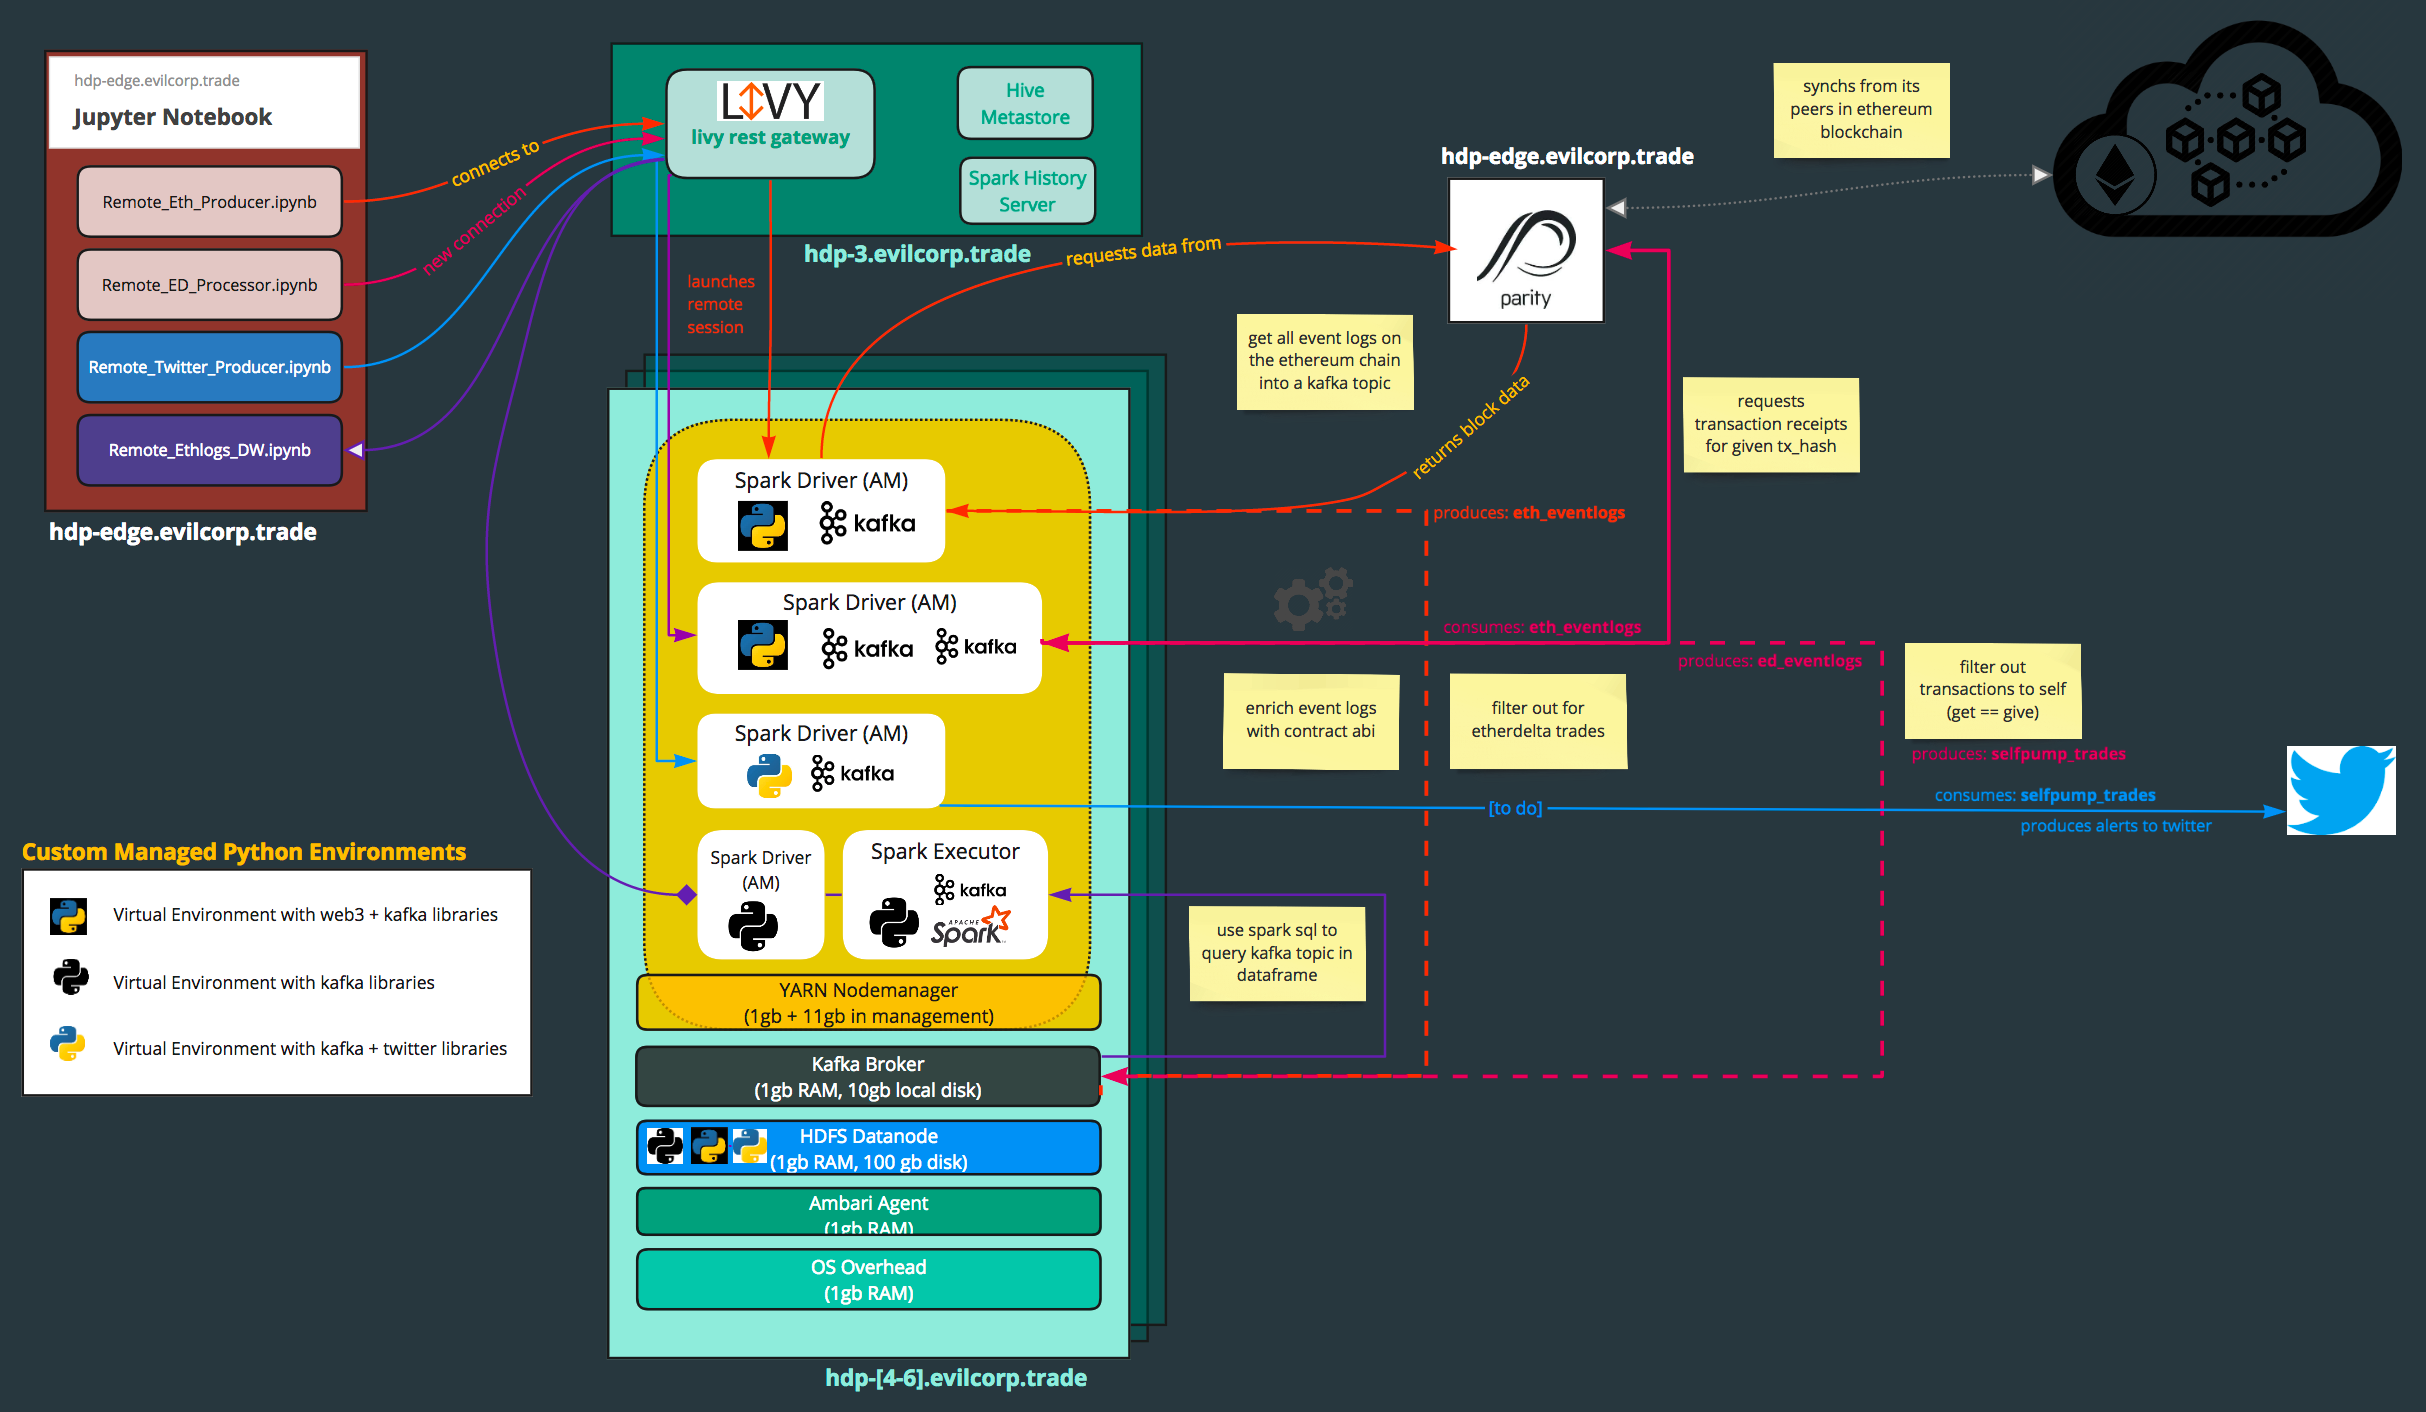 hdp-edge.evilcorp.trade
Jupyter Notebook
Remote_Eth_Producer.ipynb
Remote_ED_Processor.ipynb
Remote_Twitter_Producer.ipynb
Remote_Ethlogs_DW.ipynb
hdp-edge.evilcorp.trade
connects to
new connection
LIVY
livy rest gateway
Hive
Metastore
Spark History
Server
hdp-3.evilcorp.trade
launches
remote
session
requests data from
hdp-edge.evilcorp.trade
parity
synchs from its
peers in ethereum
blockchain
get all event logs on
the ethereum chain
into a kafka topic
returns block data
requests
transaction receipts
for given tx_hash
Spark Driver (AM)
kafka
produces: eth_eventlogs
Spark Driver (AM)
kafka
kafka
consumes: eth_eventlogs
produces: ed_eventlogs
enrich event logs
with contract abi
filter out for
etherdelta trades
filter out
transactions to self
(get == give)
produces: selfpump_trades
Spark Driver (AM)
kafka
[to do]
consumes: selfpump_trades
produces alerts to twitter
Spark Driver
(AM)
Spark Executor
kafka
APACHE
Spark
use spark sql to
query kafka topic in
dataframe
YARN Nodemanager
(1gb + 11gb in management)
Kafka Broker
(1gb RAM, 10gb local disk)
HDFS Datanode
(1gb RAM, 100 gb disk)
Ambari Agent
(1gb RAM)
OS Overhead
(1gb RAM)
hdp-[4-6].evilcorp.trade
Custom Managed Python Environments
Virtual Environment with web3 + kafka libraries
Virtual Environment with kafka libraries
Virtual Environment with kafka + twitter libraries